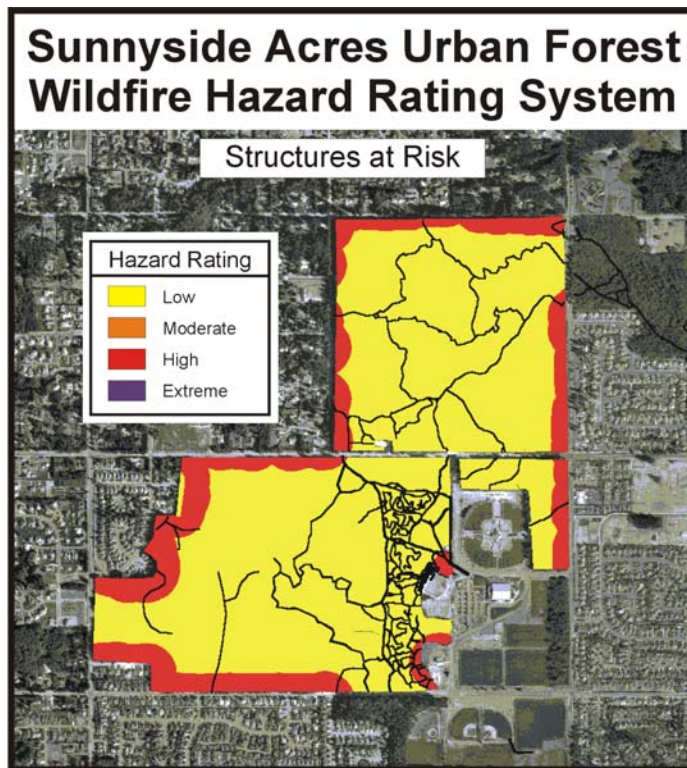 Sunnyside Acres Urban Forest
Wildfire Hazard Rating System
Structures at Risk
Hazard Rating
Low
Moderate
High
Extreme